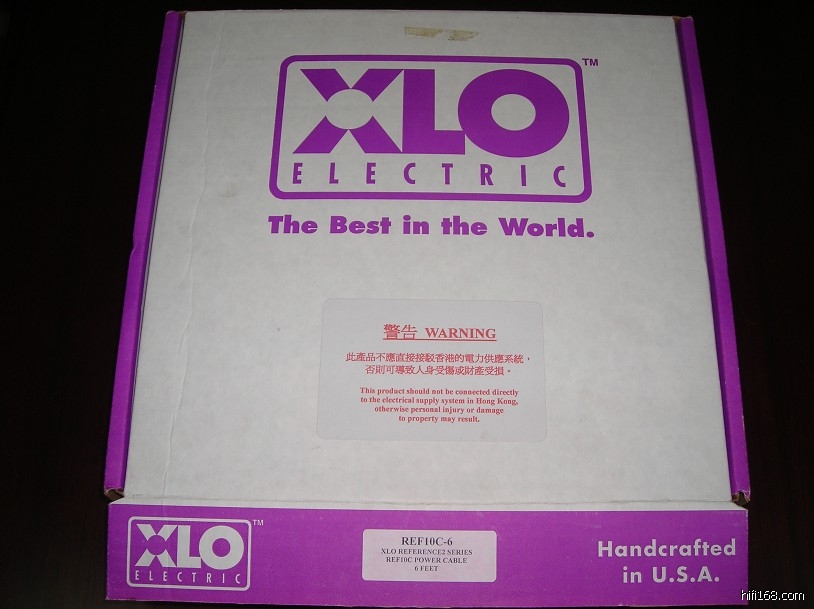 XLO
ELECTRIC
TM
The Best in the World.
警告 WARNING
此產品不應直接接駁香港的電力供應系統，
否則可導致人身受傷或財產受損。
This product should not be connected directly
to the electrical supply system in Hong Kong,
otherwise personal injury or damage
to property may result.
XLO
ELECTRIC
TM
REF10C-6
XLO REFERENCE2 SERIES
REF10C POWER CABLE
6 FEET
Handcrafted
in U.S.A.
hifi168.com